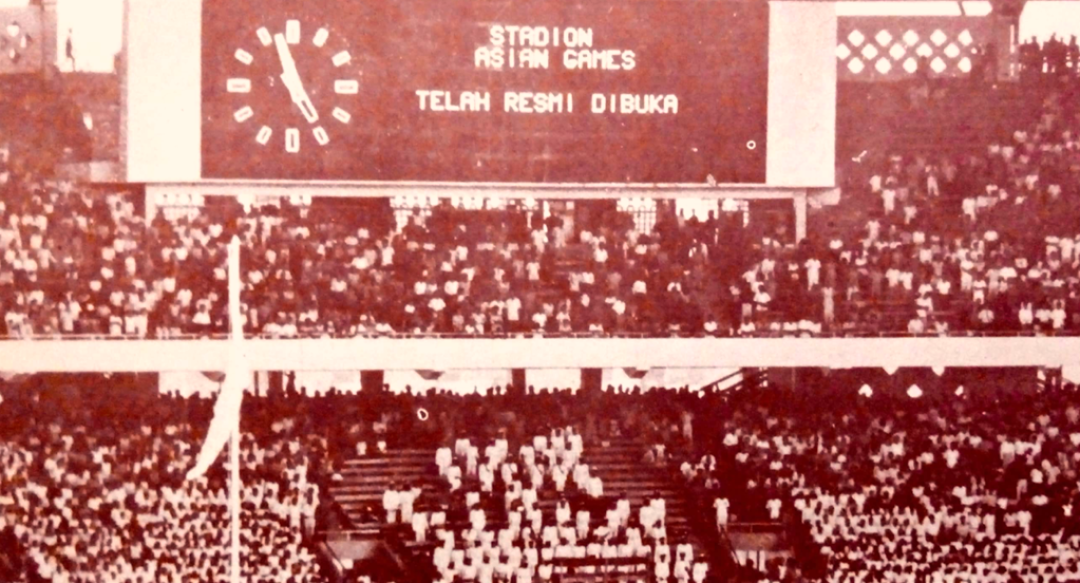 STADION
ASIAN GAMES
TELAH RESMI DIBUKA